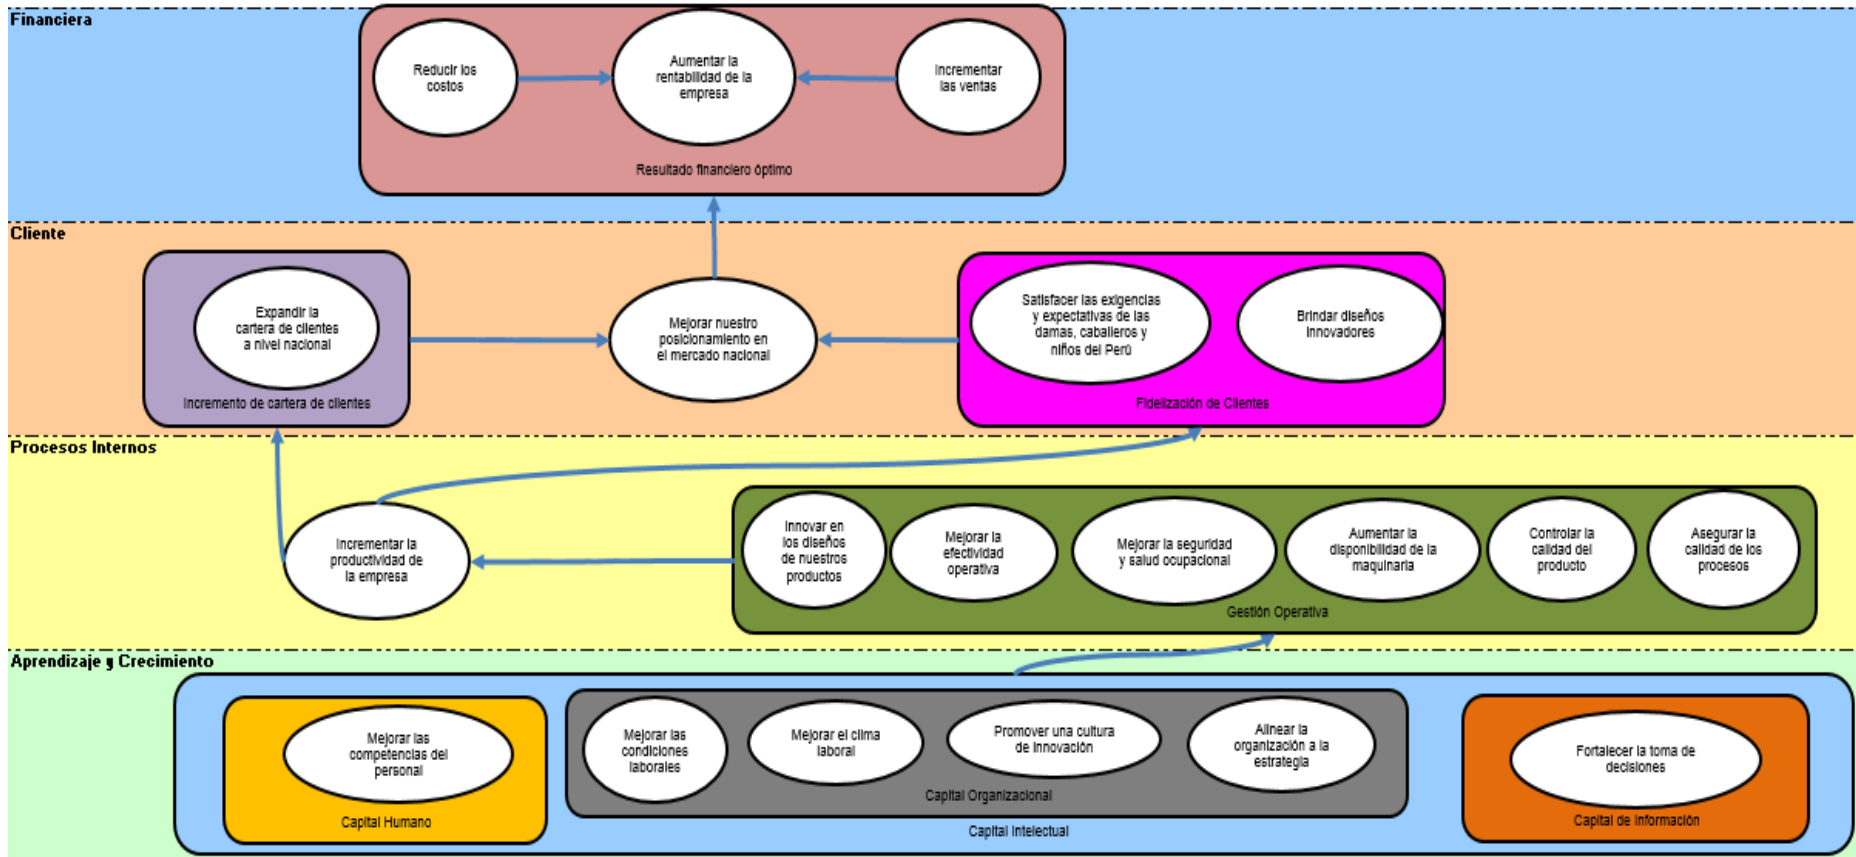 Financiera
Reducir los
costos
Aumentar la
rentabilidad de la
empresa
Incrementar
las ventas
Resultado financiero óptimo
Cliente
Expandir la
cartera de clientes
a nivel nacional
Incremento de cartera de clientes
Mejorar nuestro
posicionamiento en
el mercado nacional
Satisfacer las exigencias
y expectativas de las
damas, caballeros y
niños del Perú
Brindar diseños
innovadores
Fidelización de Clientes
Procesos Internos
Incrementar la
productividad de
la empresa
Innovar en
los diseños
de nuestros
productos
Mejorar la
efectividad
operativa
Mejorar la seguridad
y salud ocupacional
Aumentar la
disponibilidad de la
maquinaria
Controlar la
calidad del
producto
Asegurar la
calidad de los
procesos
Gestión Operativa
Aprendizaje y Crecimiento
Mejorar las
competencias del
personal
Capital Humano
Mejorar las
condiciones
laborales
Mejorar el clima
laboral
Promover una cultura
de innovación
Alinear la
organización a la
estrategia
Capital Organizacional
Fortalecer la toma de
decisiones
Capital de Información
Capital Intelectual